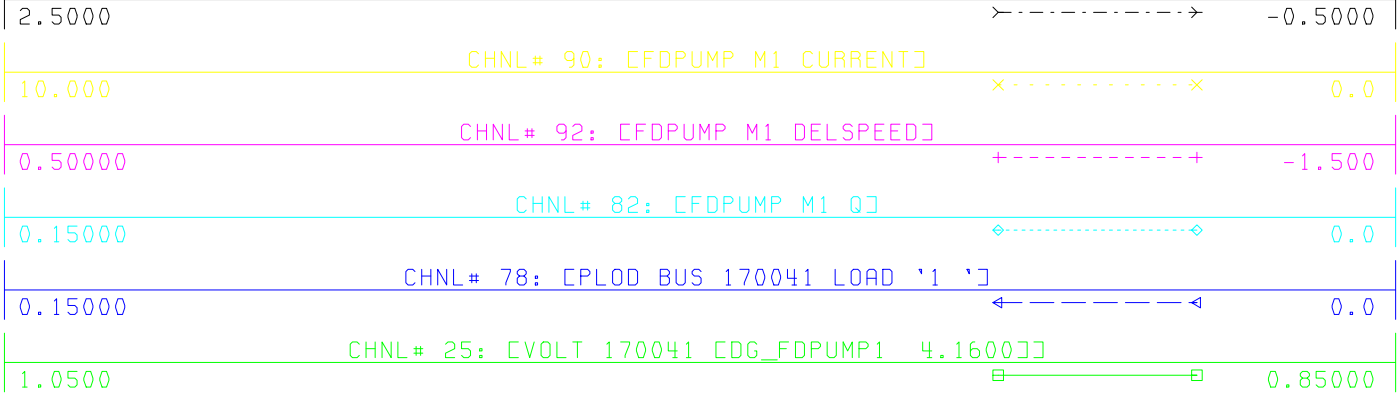 2.5000 -0.5000
CHNL# 90: [FDPUMP M1 CURRENT]
10.000 0.0
CHNL# 92: [FDPUMP M1 DELSPEED]
0.50000 -1.500
CHNL# 82: [FDPUMP M1 Q]
0.15000 0.0
CHNL# 78: [PLOD BUS 170041 LOAD '1 ']
0.15000 0.0
CHNL# 25: [VOLT 170041 [DG_FDPUMP1 4.1600]]
1.0500 0.85000